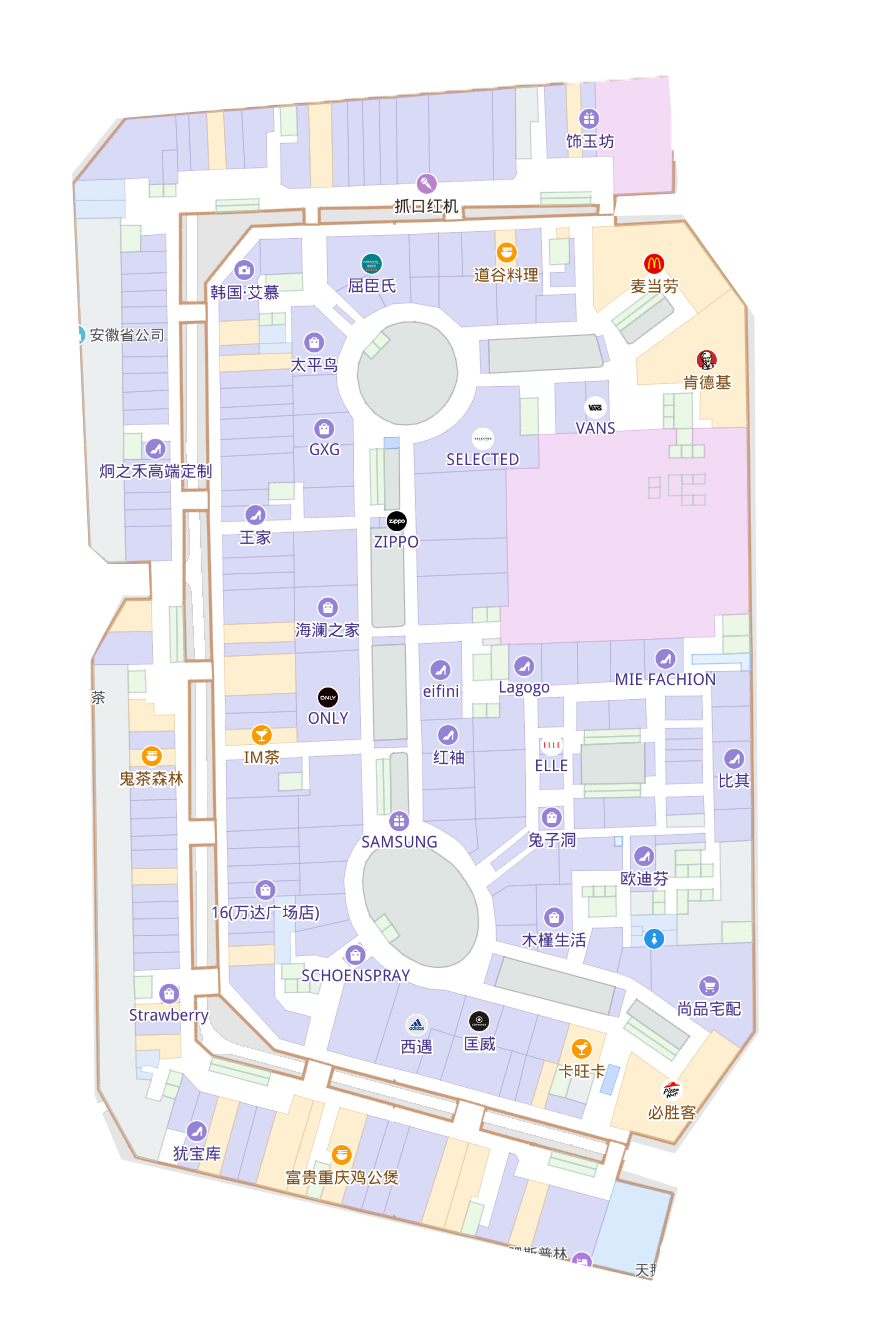 饰玉坊
抓口红机
道谷料理
麦当劳
韩国·艾慕
屈臣氏
安徽省公司
太平鸟
肯德基
VANS
GXG
SELECTED
炯之禾高端定制
zippo
王家
ZIPPO
海澜之家
eifini
Lagogo
MIE FACHION
茶
ONLY
ONLY
IM茶
红袖
ELLE
ELLE
鬼茶森林
比其
SAMSUNG
兔子洞
欧迪芬
16(万达广场店)
木槿生活
SCHOENSPRAY
Strawberry
尚品宅配
adidas
西遇
匡威
卡旺卡
必胜客
犹宝库
富贵重庆鸡公煲
斯普林
天